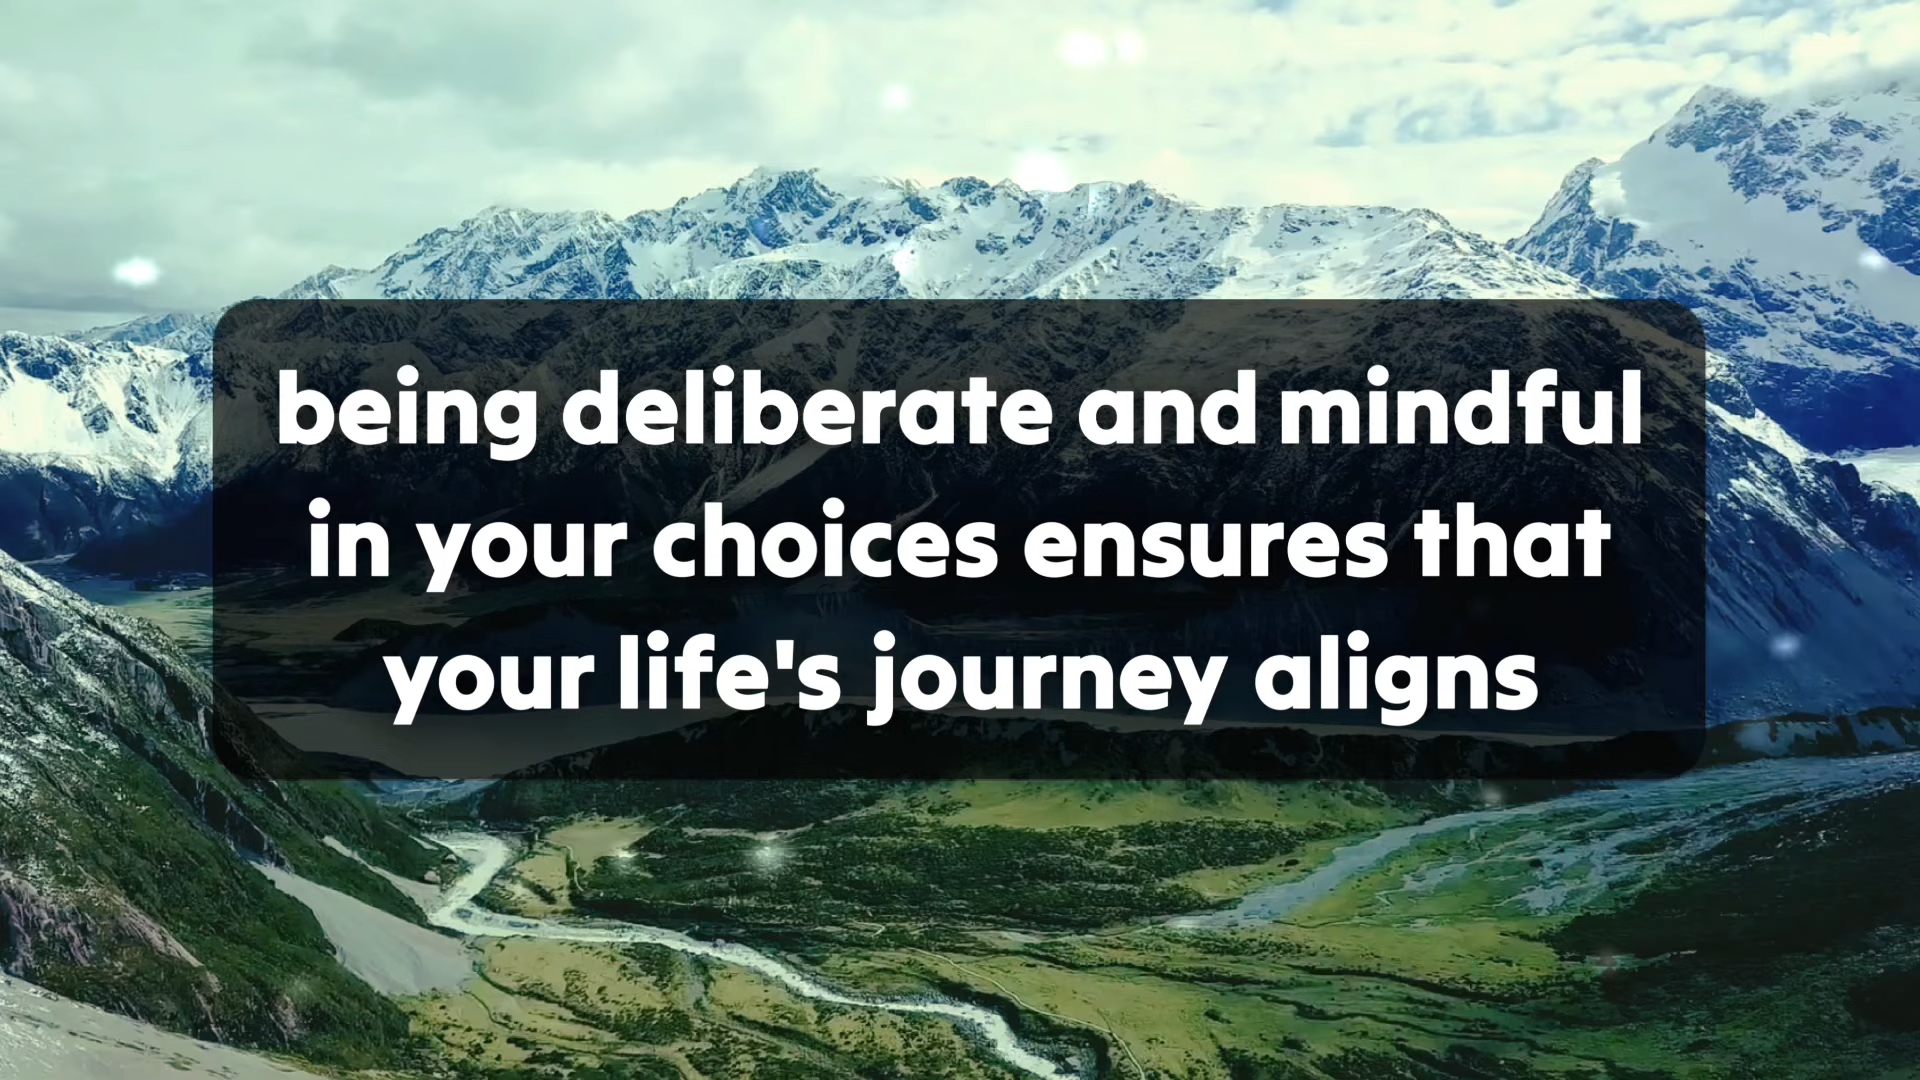 being deliberate and mindful
in your choices ensures that
your life's journey aligns